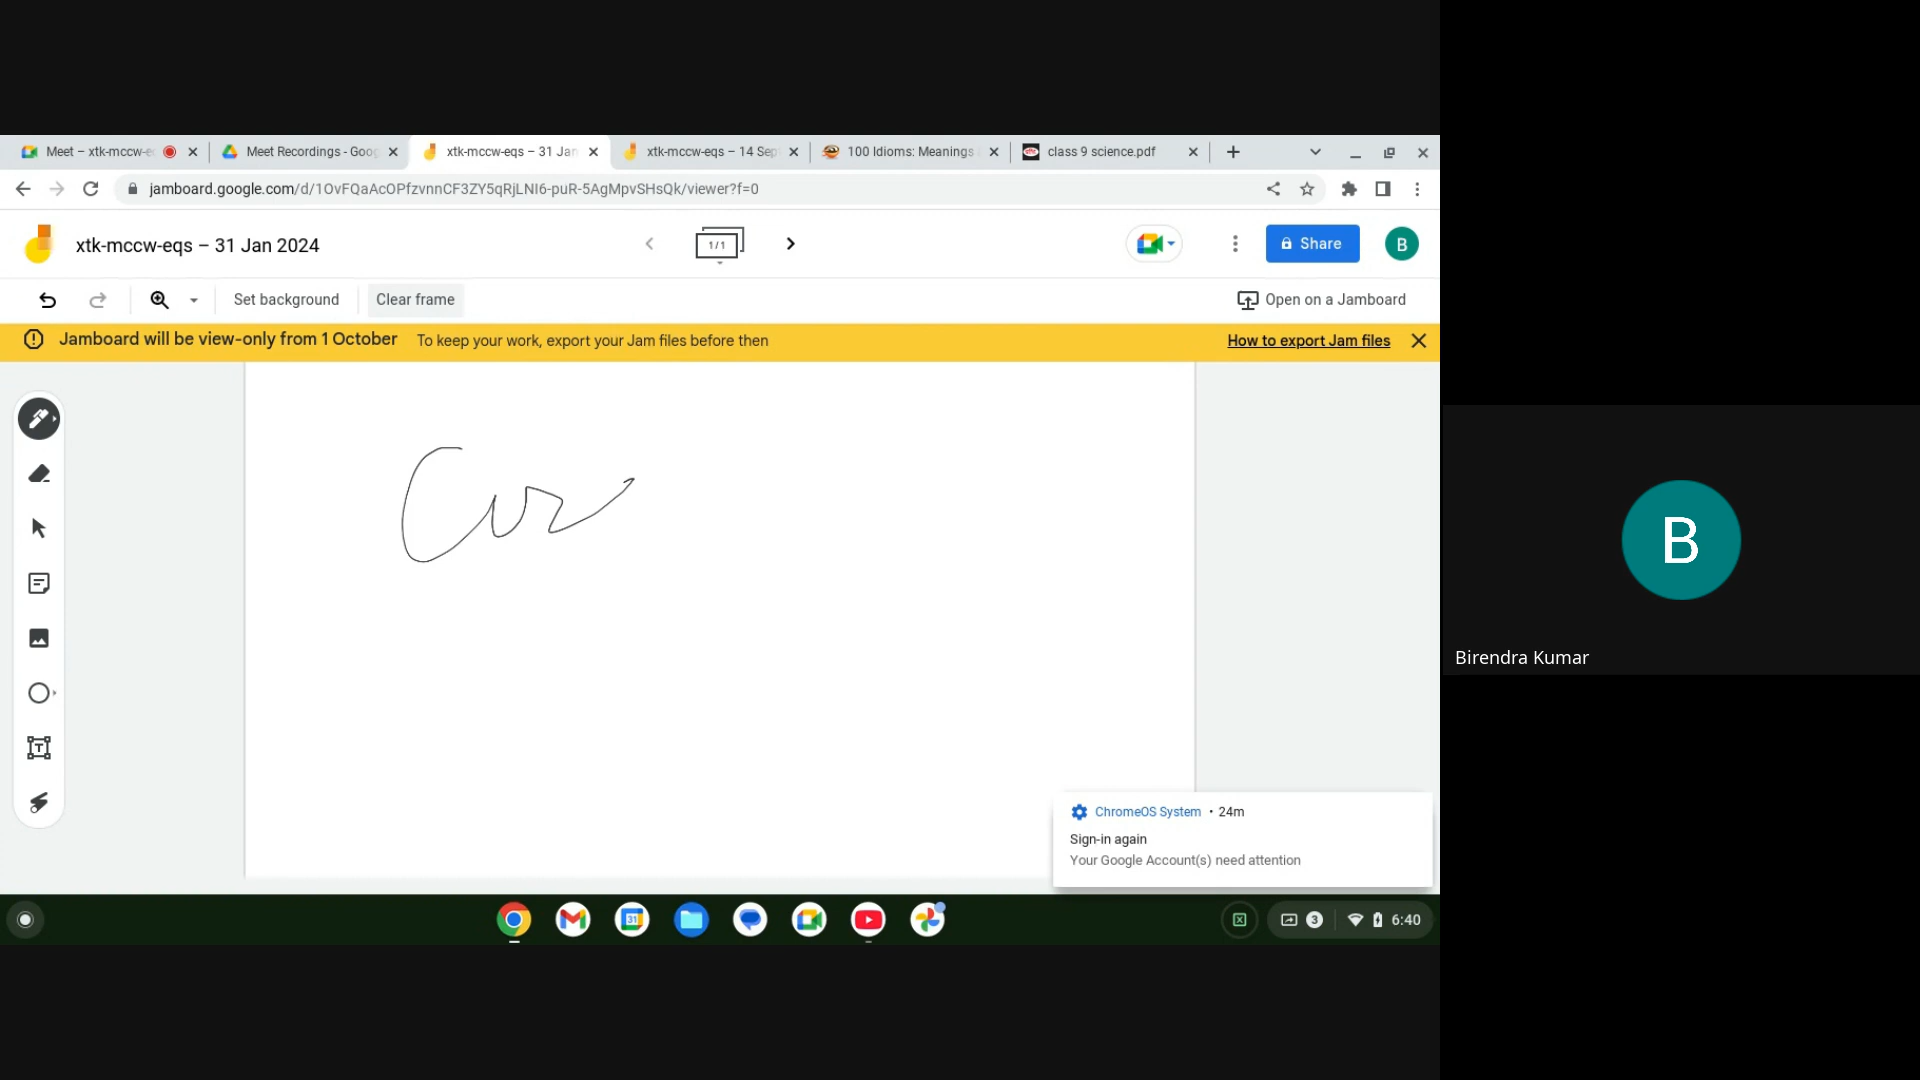 Meet – xtk-mccw-e
Meet Recordings - Goog
xtk-mccw-eqs – 31 Jan
xtk-mccw-eqs – 14 Sep
100 Idioms: Meanings
class 9 science.pdf
jamboard.google.com/d/1OvFQaAcOPfzvnnCF3ZY5qRjLNI6-puR-5AgMpvSHsQk/viewer?f=0
xtk-mccw-eqs – 31 Jan 2024
1/1
Share
B
Set background
Clear frame
Open on a Jamboard
Jamboard will be view-only from 1 October To keep your work, export your Jam files before then
How to export Jam files
B
Birendra Kumar
ChromeOS System • 24m
Sign-in again
Your Google Account(s) need attention
31
3
6:40